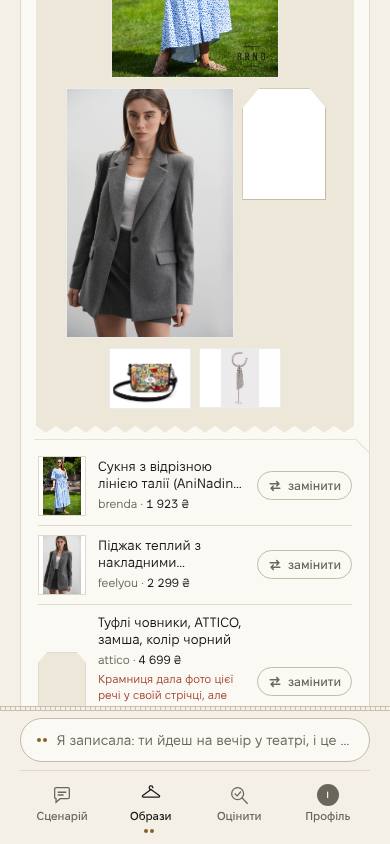 BRND
Сукня з відрізною
лінією талії (AniNadin...
brenda · 1 923 ₴
замінити
Піджак теплий з
накладними...
feelyou · 2 299 ₴
замінити
Туфлі човники, ATTICO,
замша, колір чорний
attico · 4 699 ₴
Крамниця дала фото цієї
речі у своїй стрічці, але
замінити
Я записала: ти йдеш на вечір у театрі, і це ...
Сценарій
Образи
Оцінити
І
Профіль